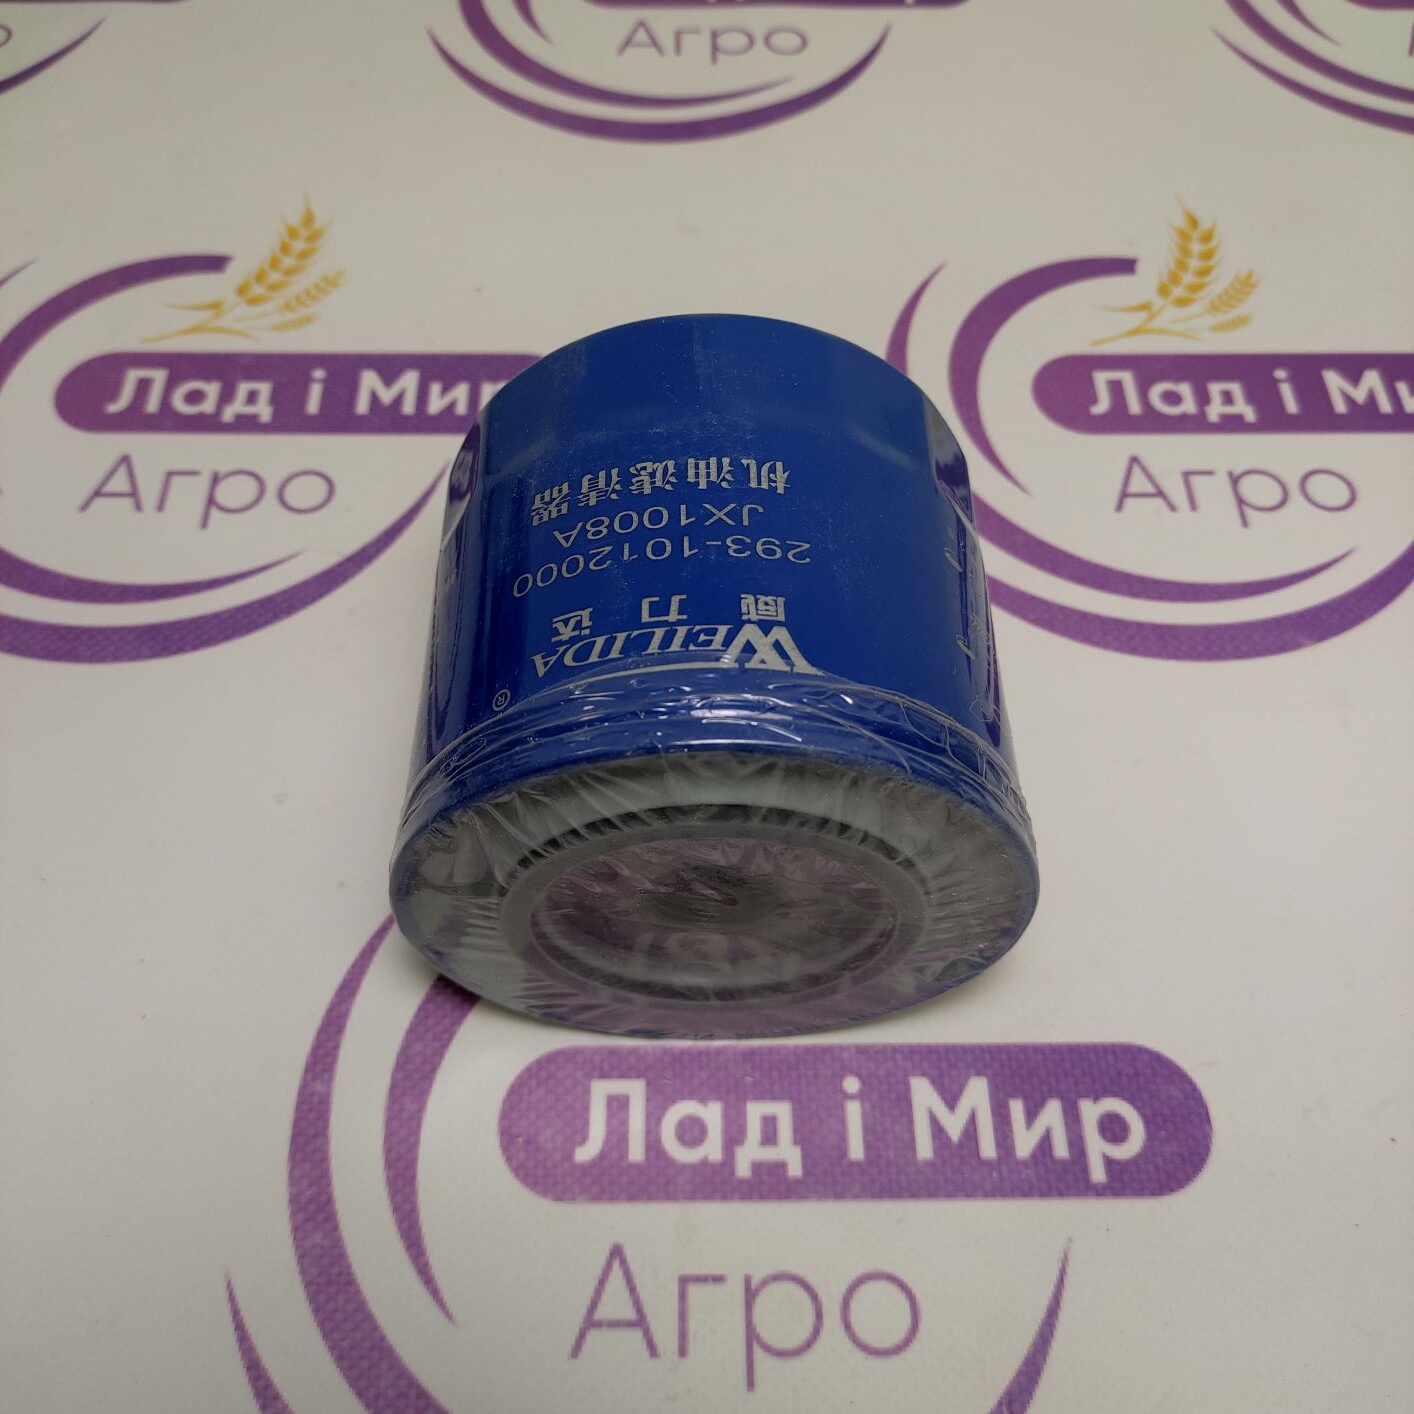 Агро
Лад і Мир
Агро
Лад і Ми
Агро
WEILIDA
®
威力达
293-1012000
JX1008A
机油滤清器
Лад і Мир
Агро